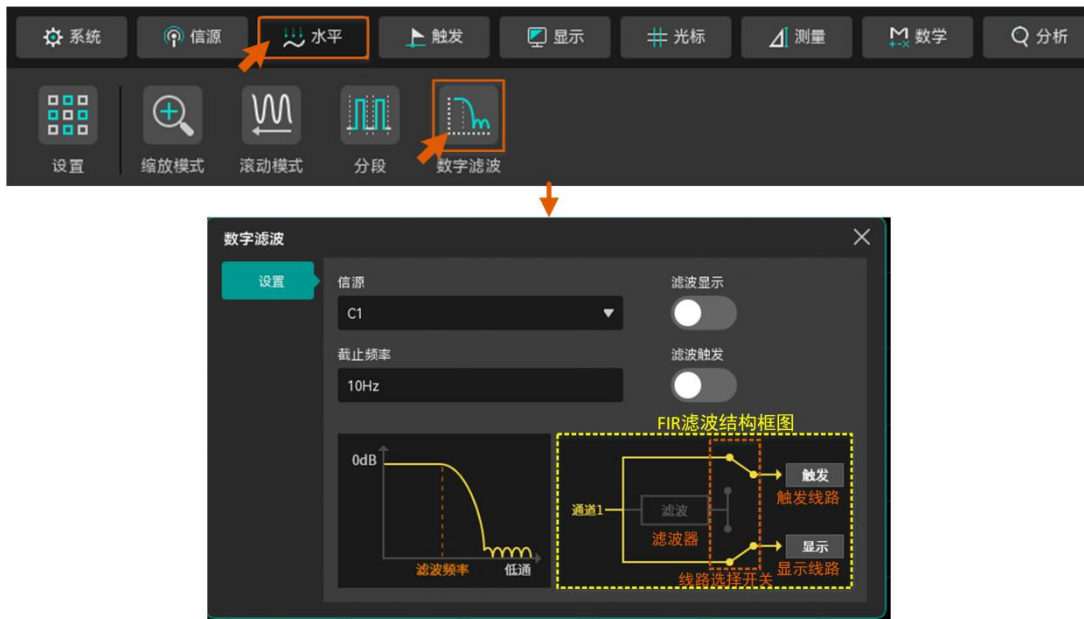 系统 信源 水平 触发 显示 光标 测量 数学 分析
设置 缩放模式 滚动模式 分段 数字滤波
数字滤波
设置
信源 滤波显示
C1
截止频率 滤波触发
10Hz
FIR滤波结构框图
0dB
触发
触发线路
通道1 滤波
滤波器
显示
显示线路
滤波频率 低通
线路选择开关